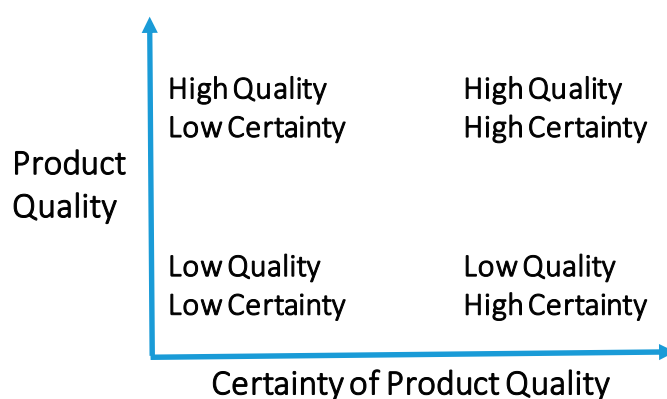 High Quality
Low Certainty
High Quality
High Certainty
Product
Quality
Low Quality
Low Certainty
Low Quality
High Certainty
Certainty of Product Quality